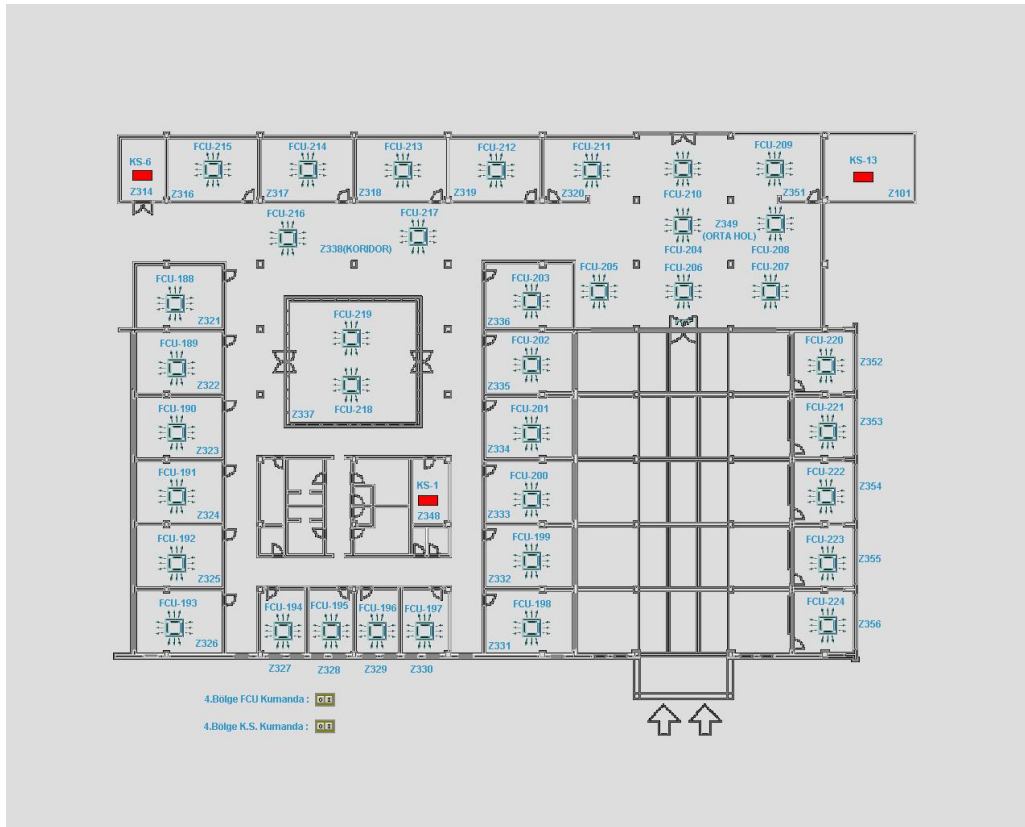 FCU-215
FCU-214
FCU-213
FCU-212
FCU-211
FCU-209
KS-6
KS-13
Z314
Z316
Z317
Z318
Z319
Z320
FCU-210
Z351
Z101
FCU-216
FCU-217
Z349
(ORTA HOL)
Z338(KORIDOR)
FCU-204
FCU-208
FCU-205
FCU-206
FCU-207
FCU-188
FCU-203
Z321
FCU-219
Z336
FCU-189
FCU-202
FCU-220
Z352
Z322
Z335
FCU-190
FCU-218
Z337
FCU-201
FCU-221
Z353
Z323
Z334
FCU-191
KS-1
FCU-200
FCU-222
Z354
Z324
Z348
Z333
FCU-192
FCU-199
FCU-223
Z355
Z325
Z332
FCU-193
FCU-194
FCU-195
FCU-196
FCU-197
FCU-198
FCU-224
Z356
Z326
Z331
Z327
Z328
Z329
Z330
4.Bölge FCU Kumanda : 0 I
4.Bölge K.S. Kumanda : 0 I